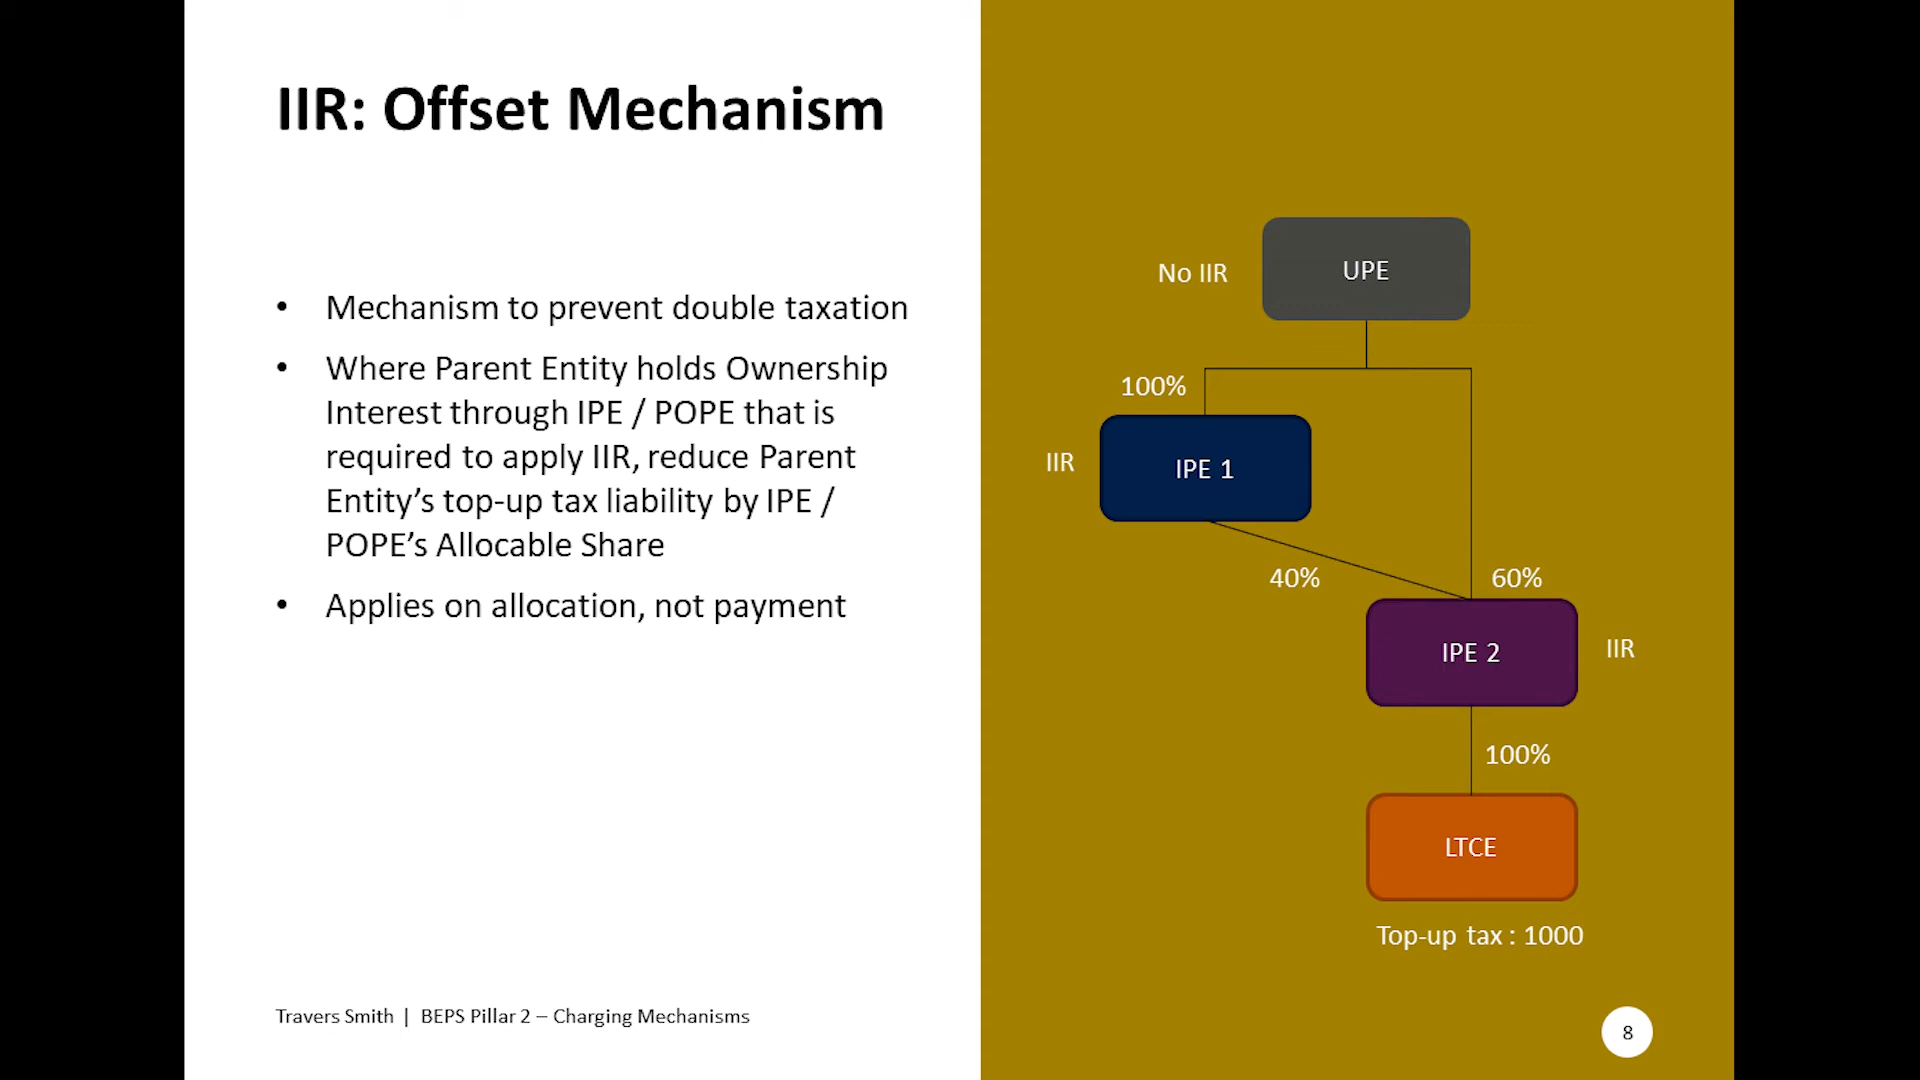 IIR: Offset Mechanism
• Mechanism to prevent double taxation
• Where Parent Entity holds Ownership
Interest through IPE / POPE that is
required to apply IIR, reduce Parent
Entity’s top-up tax liability by IPE /
POPE’s Allocable Share
• Applies on allocation, not payment
No IIR
UPE
100%
IIR
IPE 1
40%
60%
IPE 2
IIR
100%
LTCE
Top-up tax : 1000
Travers Smith | BEPS Pillar 2 – Charging Mechanisms
8